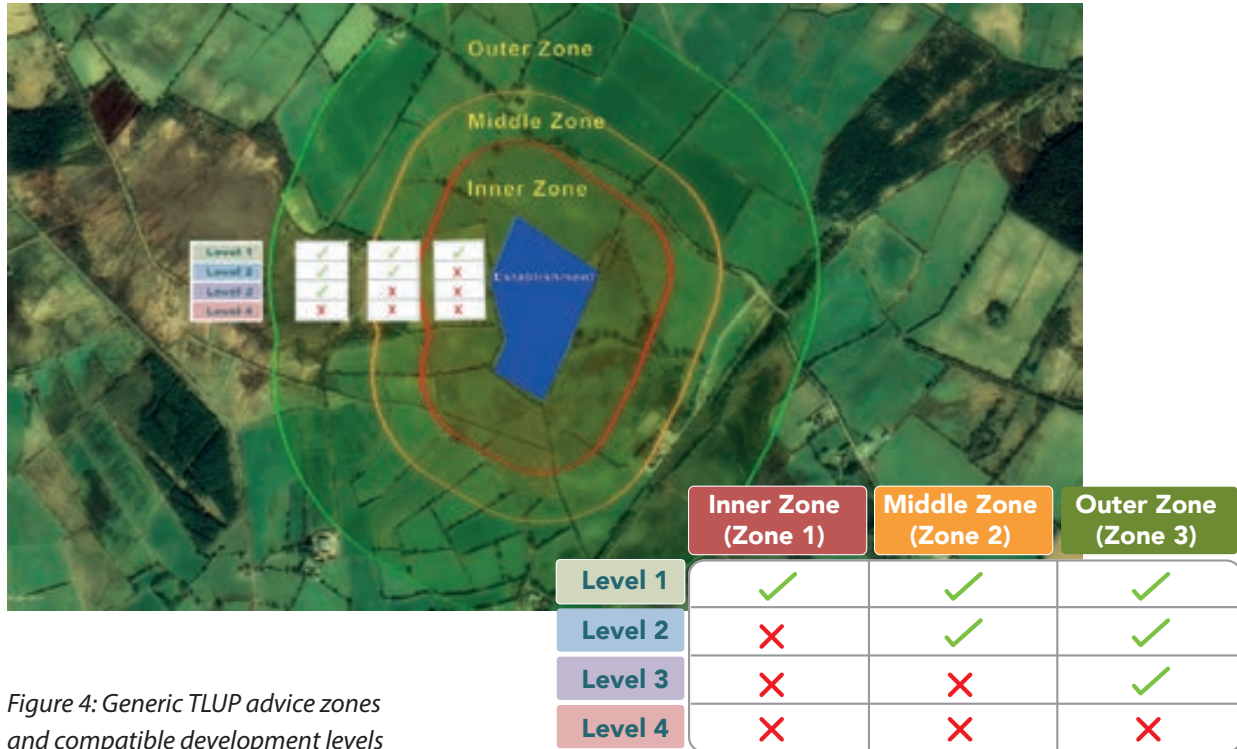 Outer Zone
Middle Zone
Inner Zone
Establishment
Level 1 ✓ ✓ ✓
Level 2 ✓ ✓ X
Level 3 ✓ X X
Level 4 X X X
Inner Zone (Zone 1)
Middle Zone (Zone 2)
Outer Zone (Zone 3)
Level 1 ✓ ✓ ✓
Level 2 X ✓ ✓
Level 3 X X ✓
Level 4 X X X
Figure 4: Generic TLUP advice zones
and compatible development levels